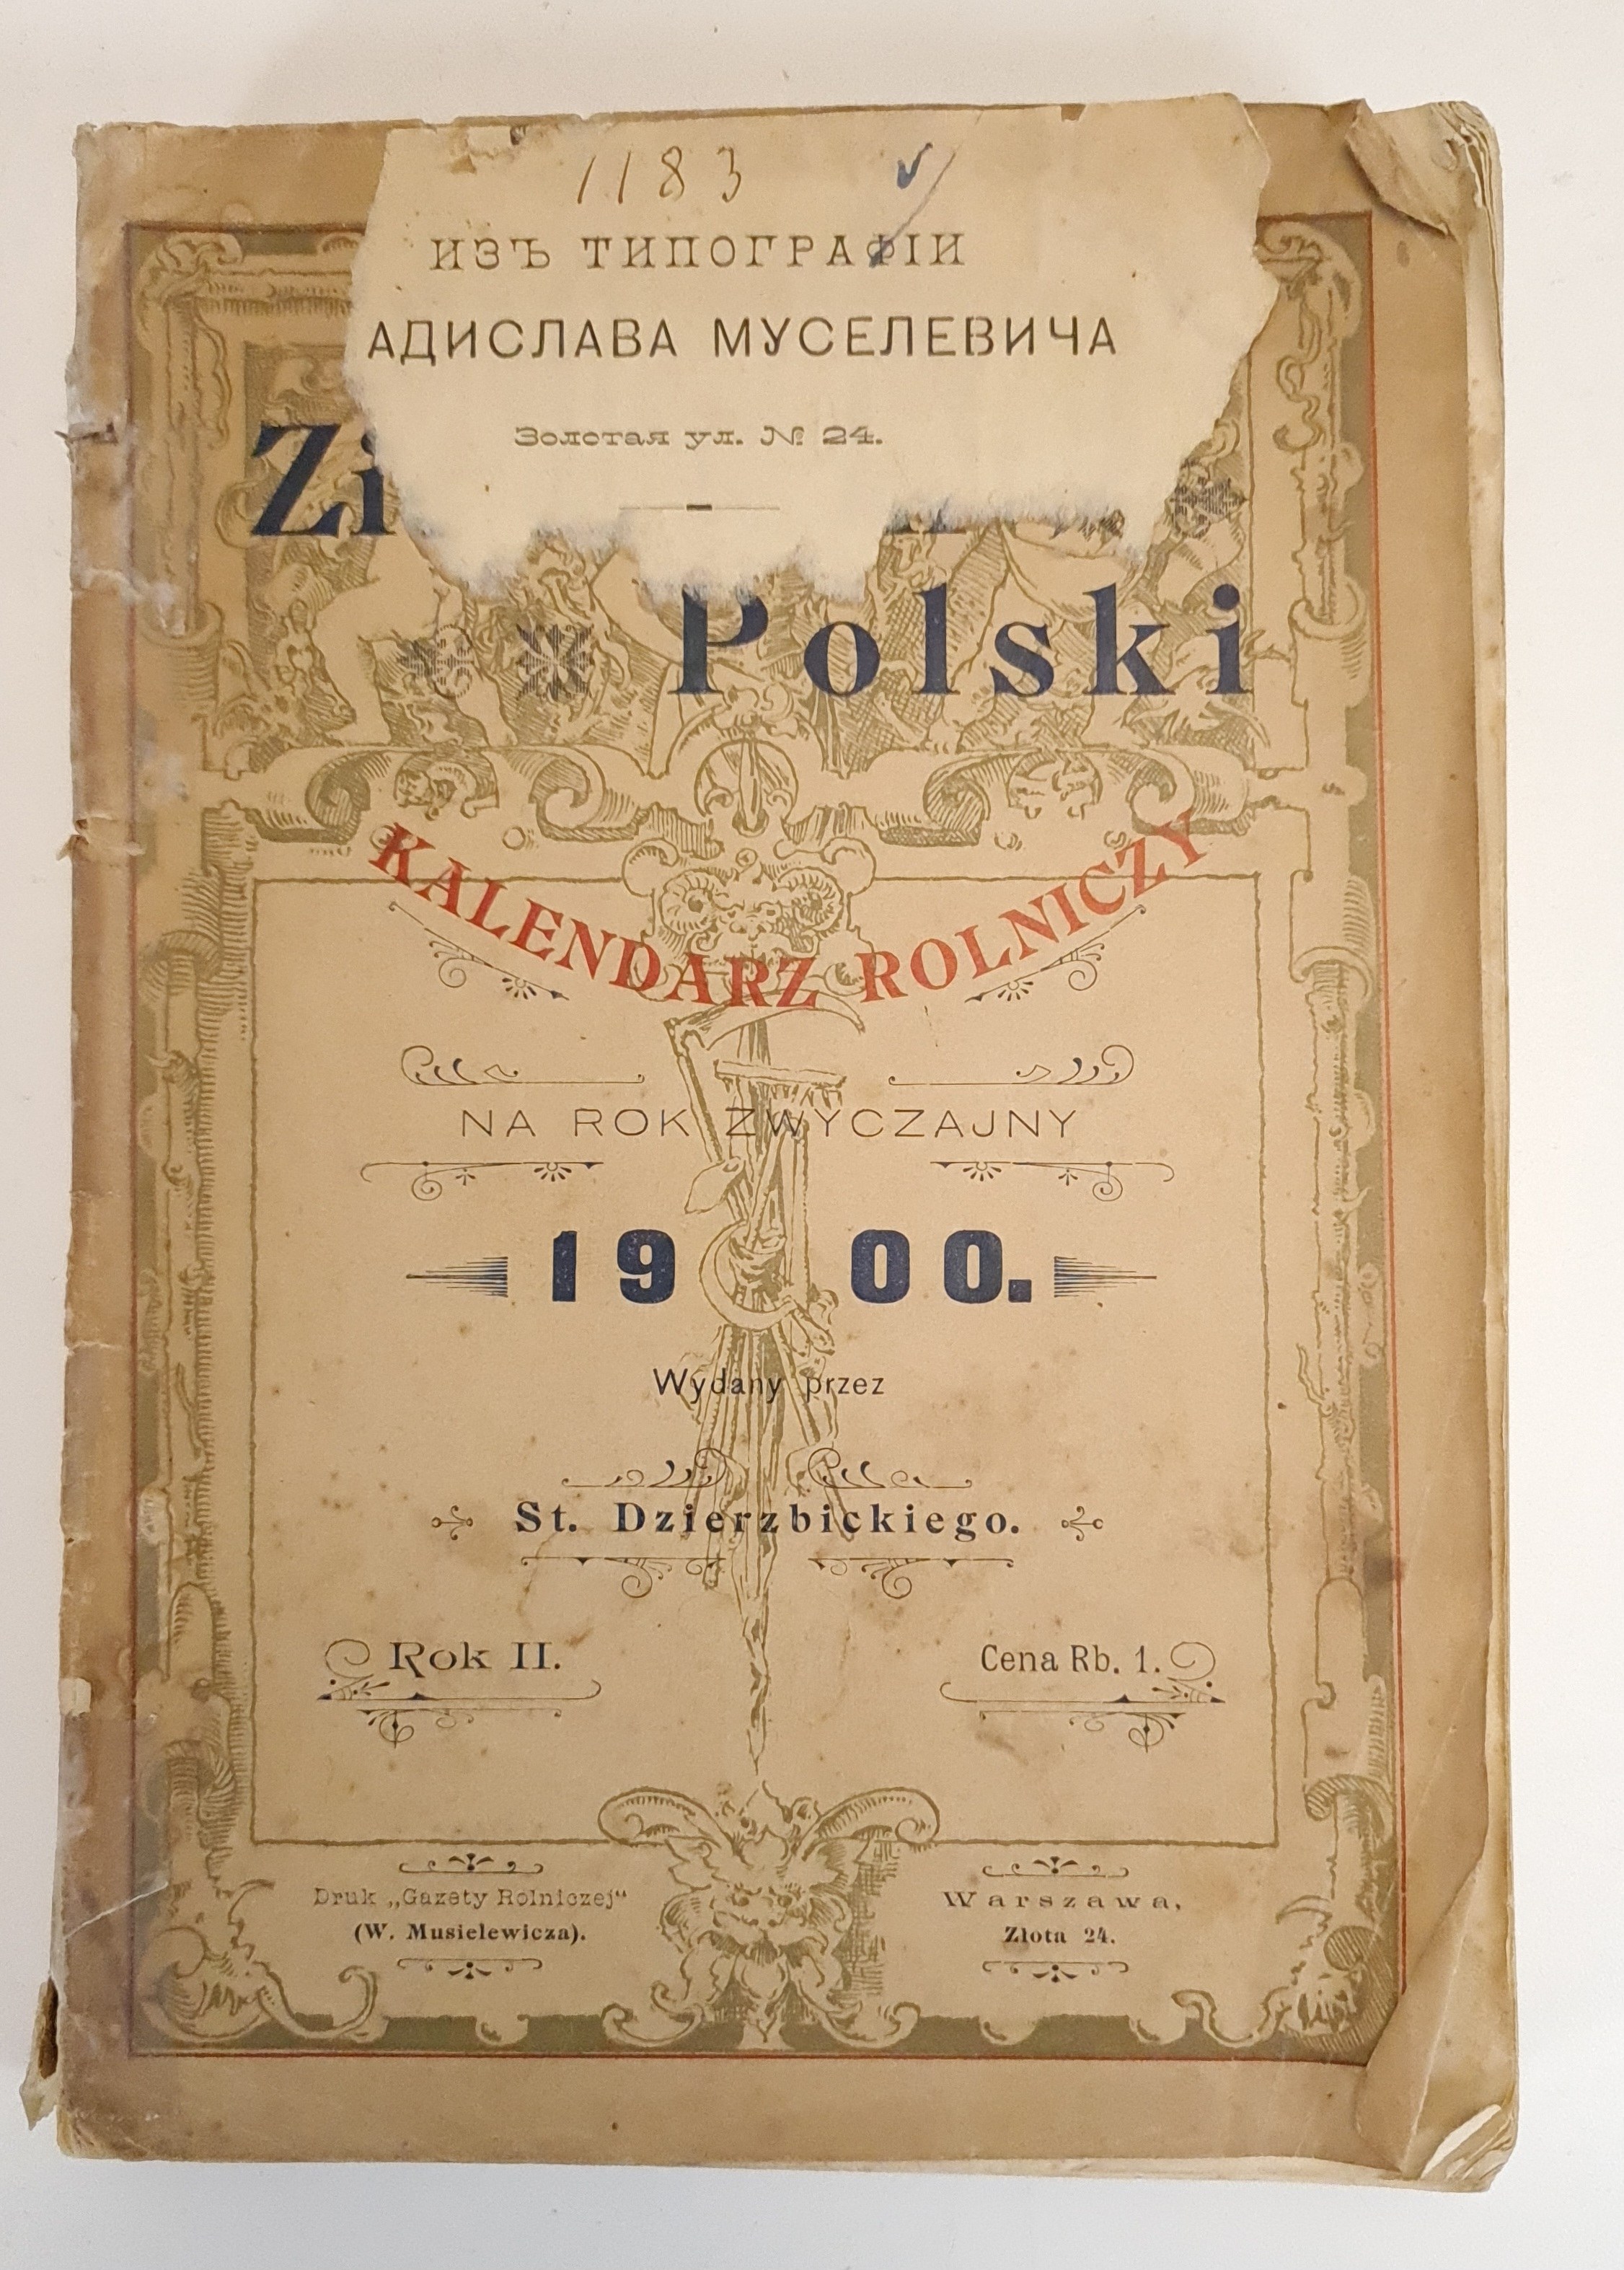 1183
ИЗЪ ТИПОГРАФІИ
АДИСЛАВА МУСЕЛЕВИЧА
Золотая ул. № 24.
Polski
KALENDARZ ROLNICZY
NA ROK ZWYCZAJNY
1900.
Wydany przez
St. Dzierzbickiego.
Rok II.
Cena Rb. 1.
Druk „Gazety Rolniczej“
(W. Musielewicza).
Warszawa,
Złota 24.